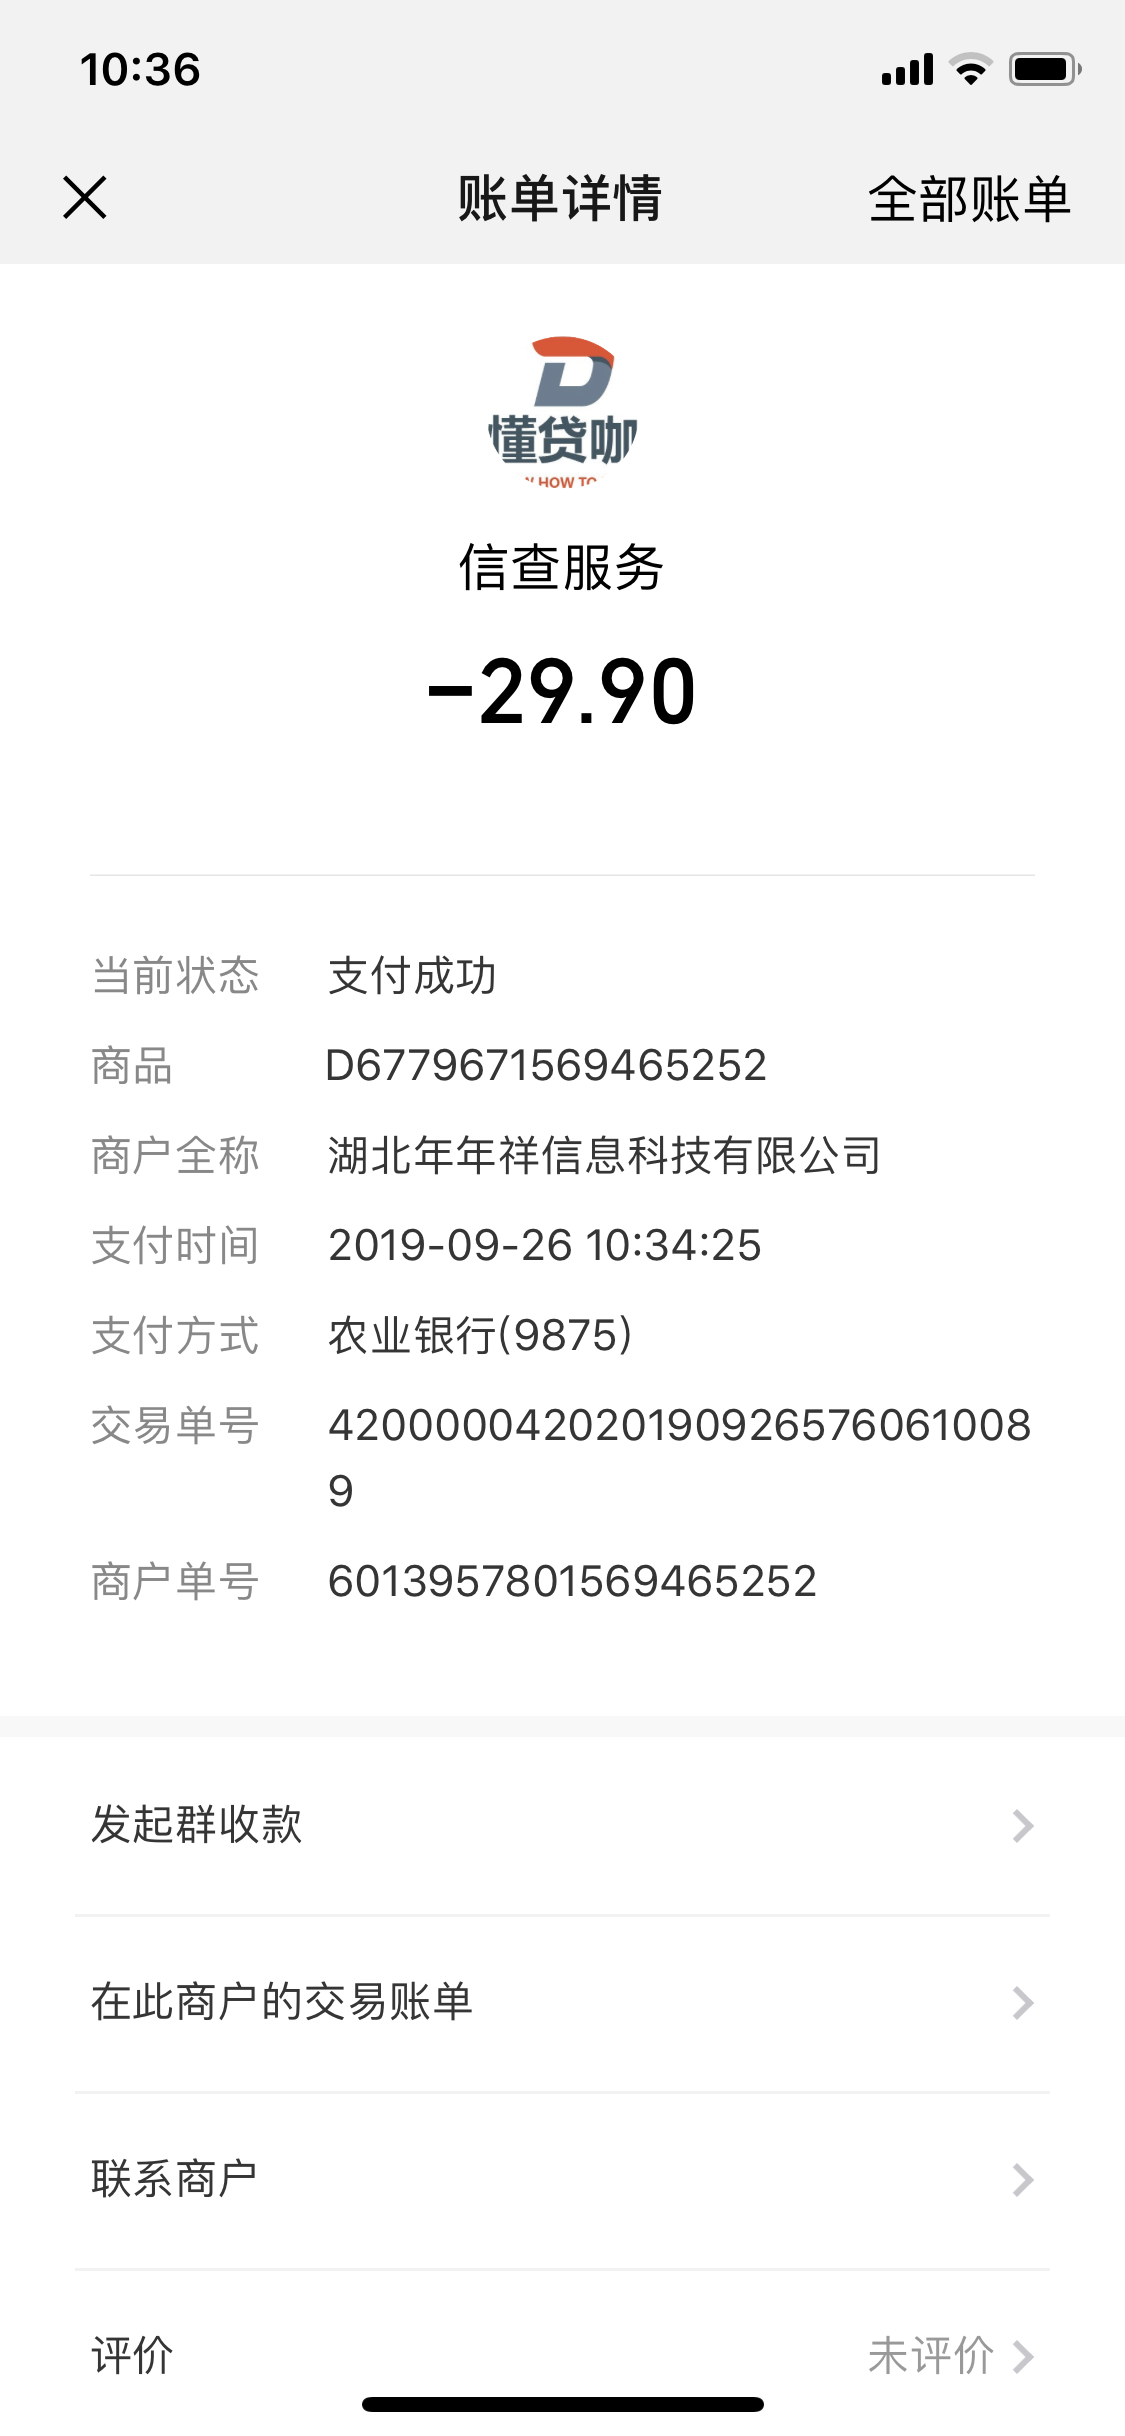 10:36
账单详情
全部账单
懂贷咖
HOW TO
信查服务
-29.90
当前状态 支付成功
商品 D6779671569465252
商户全称 湖北年年祥信息科技有限公司
支付时间 2019-09-26 10:34:25
支付方式 农业银行(9875)
交易单号 420000042020190926576061008
9
商户单号 6013957801569465252
发起群收款
在此商户的交易账单
联系商户
评价 未评价